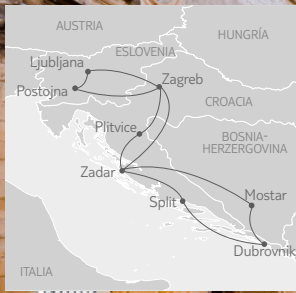 AUSTRIA
HUNGRÍA
ESLOVENIA
Ljubljana
Zagreb
Postojna
CROACIA
Plitvice
BOSNIA-
HERZERGOVINA
Zadar
Mostar
Split
Dubrovnik
ITALIA